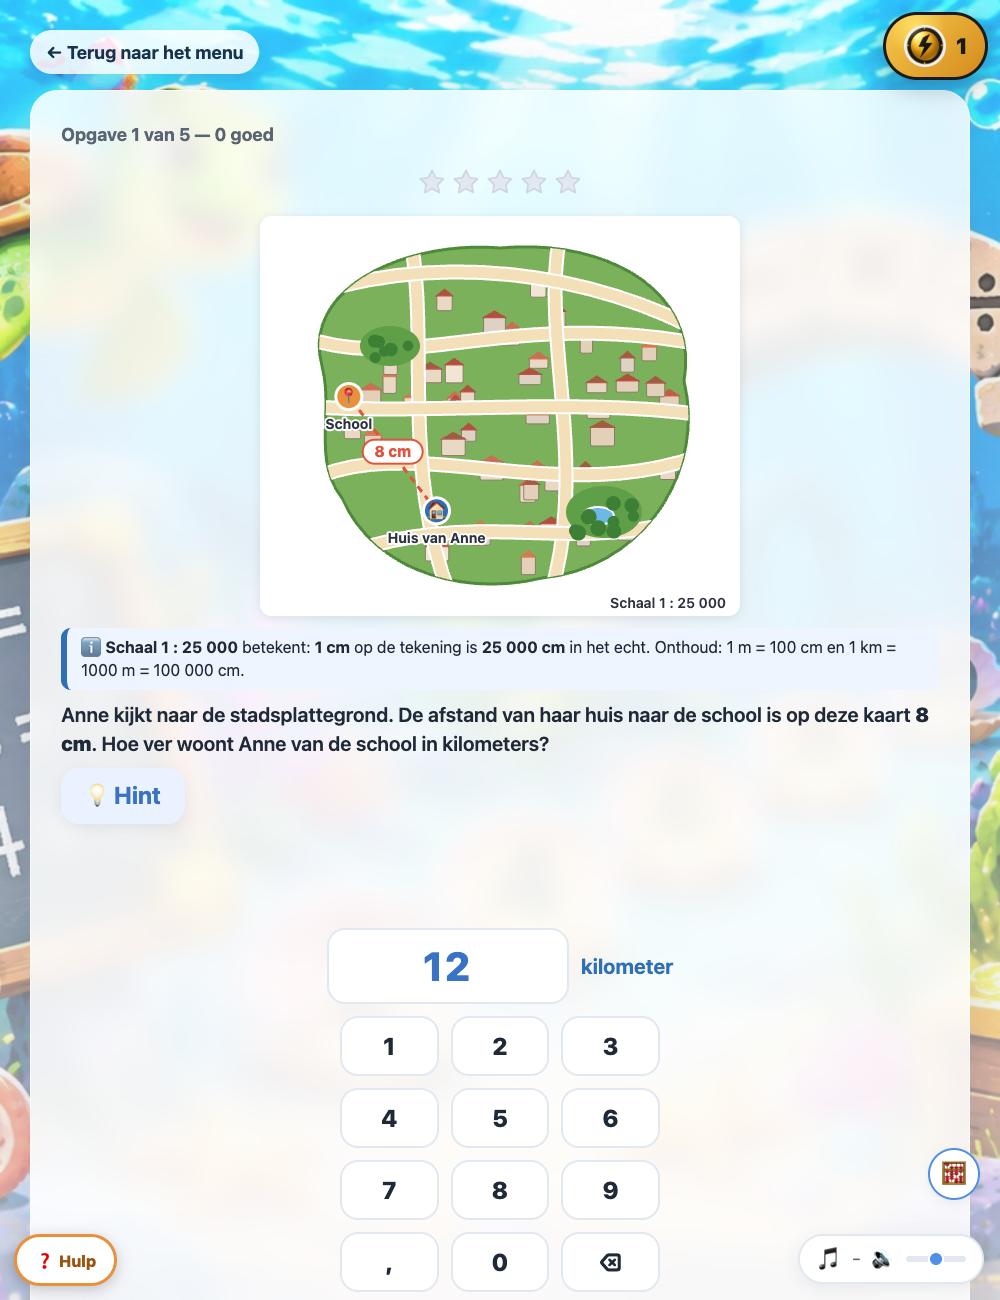 ← Terug naar het menu
1
Opgave 1 van 5 — 0 goed
School
8 cm
Huis van Anne
Schaal 1 : 25 000
ℹ️ Schaal 1 : 25 000 betekent: 1 cm op de tekening is 25 000 cm in het echt. Onthoud: 1 m = 100 cm en 1 km =
1000 m = 100 000 cm.
Anne kijkt naar de stadsplattegrond. De afstand van haar huis naar de school is op deze kaart 8
cm. Hoe ver woont Anne van de school in kilometers?
💡 Hint
12 kilometer
1 2 3
4 5 6
7 8 9
, 0
❓ Hulp
🎵 - 🔊
=
4